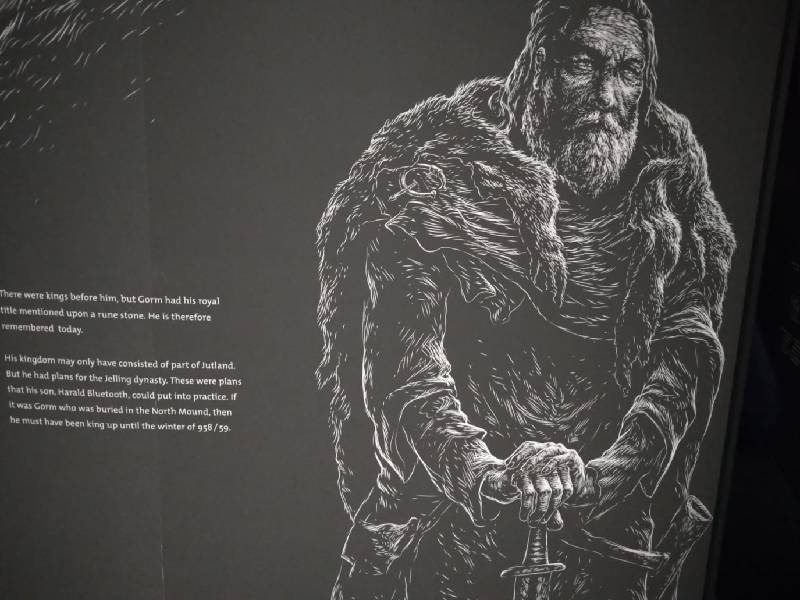 There were kings before him, but Gorm had his royal
title mentioned upon a rune stone. He is therefore
remembered today.
His kingdom may only have consisted of part of Jutland.
But he had plans for the Jelling dynasty. These were plans
that his son, Harald Bluetooth, could put into practice. If
it was Gorm who was buried in the North Mound, then
he must have been king up until the winter of 958/59.